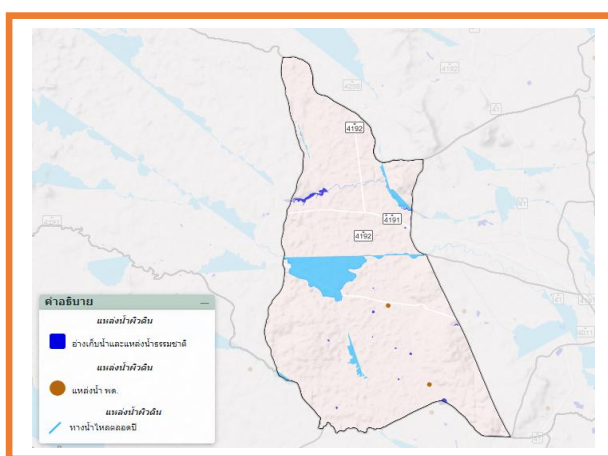 4192
41
4192
4191
4192
41
41
คำอธิบาย
แหล่งน้ำผิวดิน
อ่างเก็บน้ำและแหล่งน้ำธรรมชาติ
แหล่งน้ำผิวดิน
แหล่งน้ำ พด.
แหล่งน้ำผิวดิน
ทางน้ำไหลตลอดปี